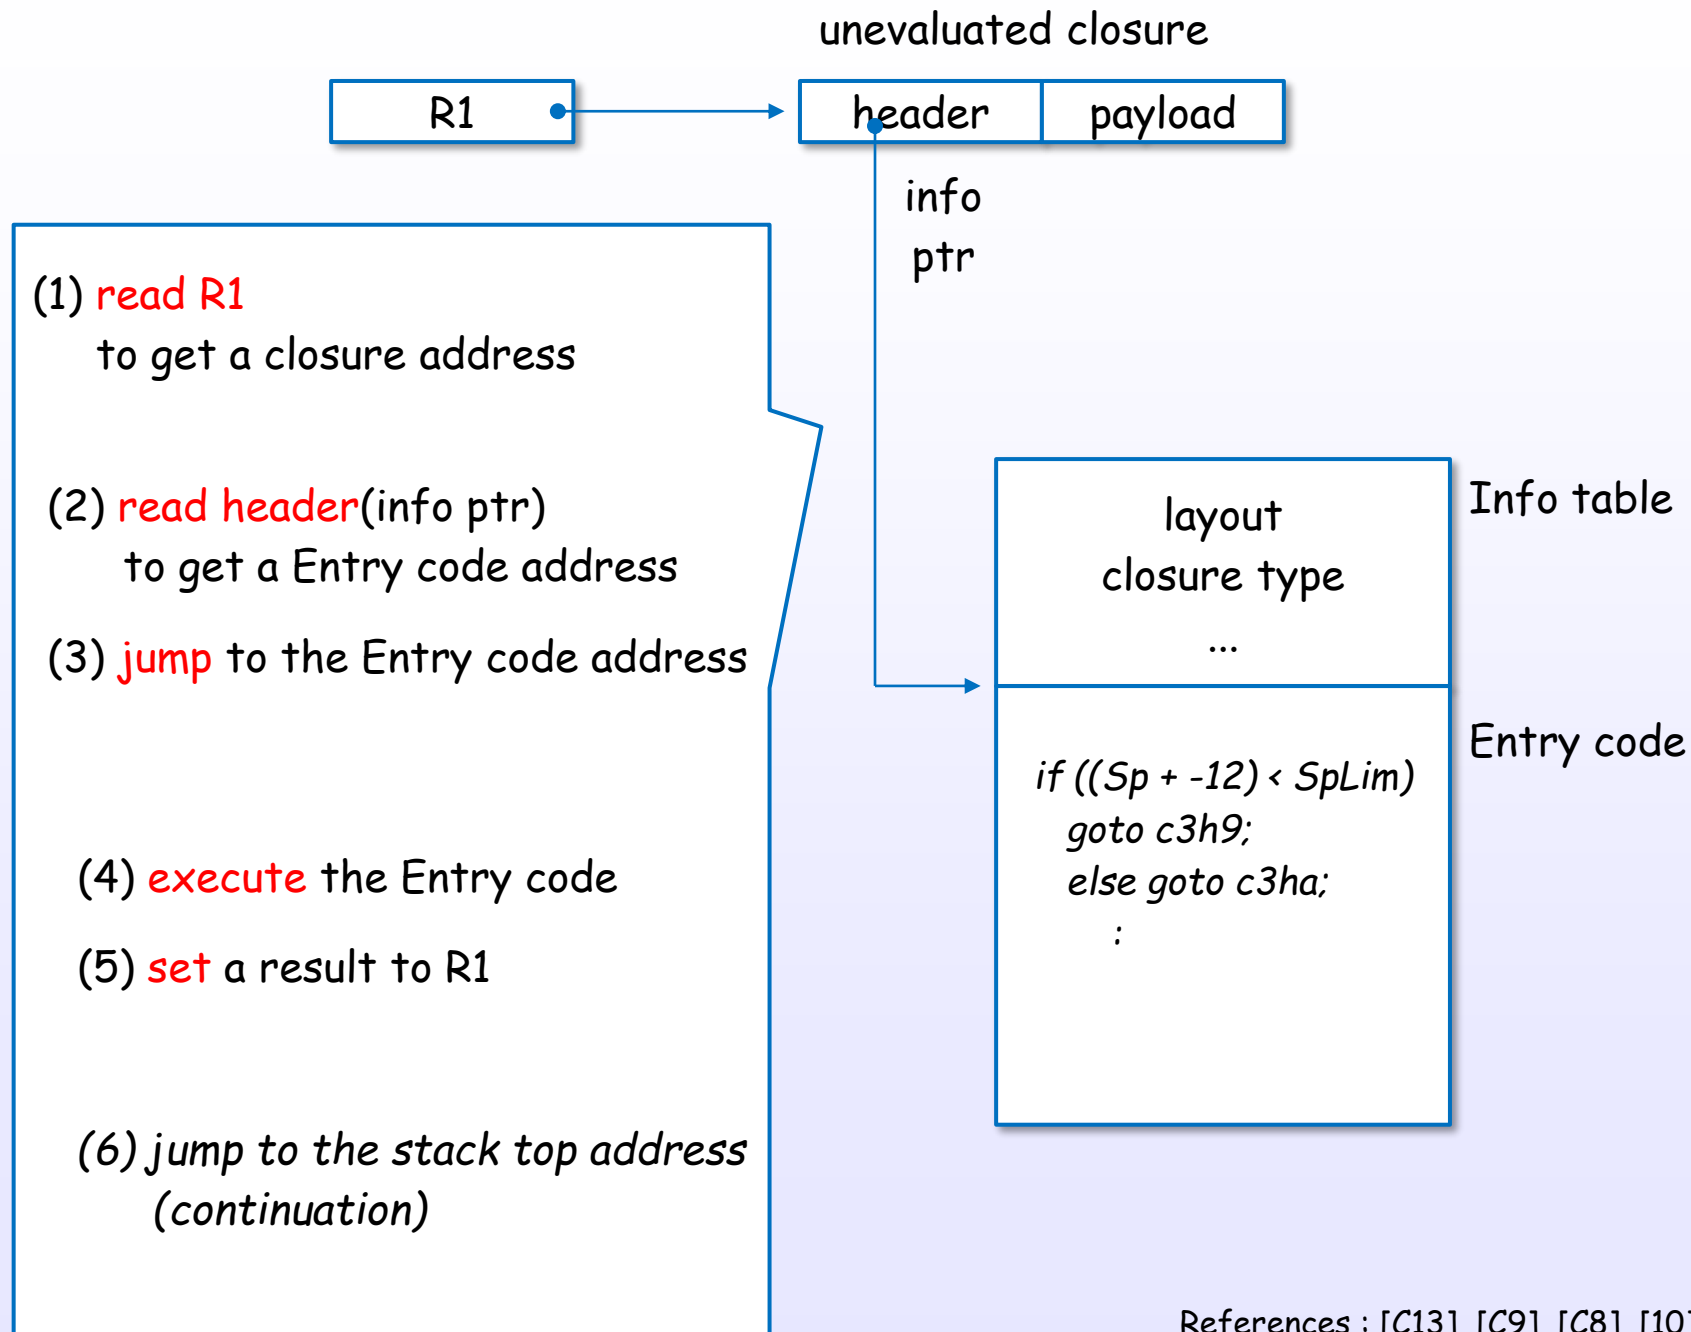 unevaluated closure
R1
header
payload
info
ptr
(1) read R1
to get a closure address
(2) read header(info ptr)
to get a Entry code address
(3) jump to the Entry code address
(4) execute the Entry code
(5) set a result to R1
(6) jump to the stack top address
(continuation)
layout
closure type
...
Info table
Entry code
if ((Sp + -12) < SpLim)
goto c3h9;
else goto c3ha;
:
References : [C13], [C9], [C8], [10]